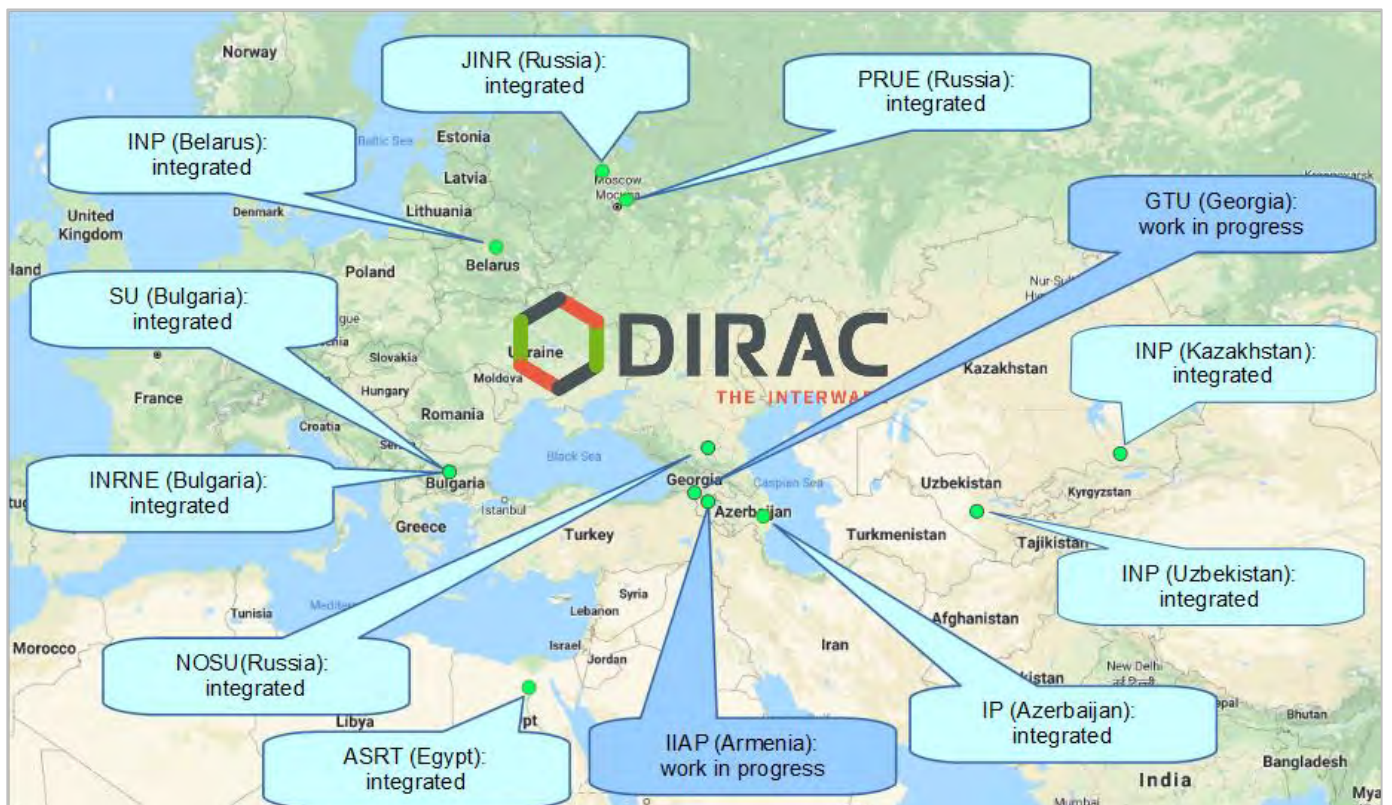 Norway
JINR (Russia):
integrated
PRUE (Russia):
integrated
INP (Belarus):
integrated
Baltic Sea
Estonia
Latvia
Moscow
Москва
Lithuania
United
Kingdom
Denmark
GTU (Georgia):
work in progress
Belarus
Poland
SU (Bulgaria):
integrated
Slovakia
Ukraine
DIRAC
THE INTERWARE
Moldova
Kazakhstan
INP (Kazakhstan):
integrated
France
Hungary
Romania
Croatia
Black Sea
INRNE (Bulgaria):
integrated
Bulgaria
Georgia
Caspian Sea
Uzbekistan
Kyrgyzstan
Istanbul
Azerbaijan
Greece
Turkey
Turkmenistan
Tajikistan
INP (Uzbekistan):
integrated
Tunisia
Syria
Lebanon
Afghanistan
Morocco
Israel
Iran
Jordan
New Delhi
NOSU(Russia):
integrated
Libya
IP (Azerbaijan):
integrated
Bhutan
ASRT (Egypt):
integrated
IIAP (Armenia):
work in progress
Bangladesh
India
Mumbai